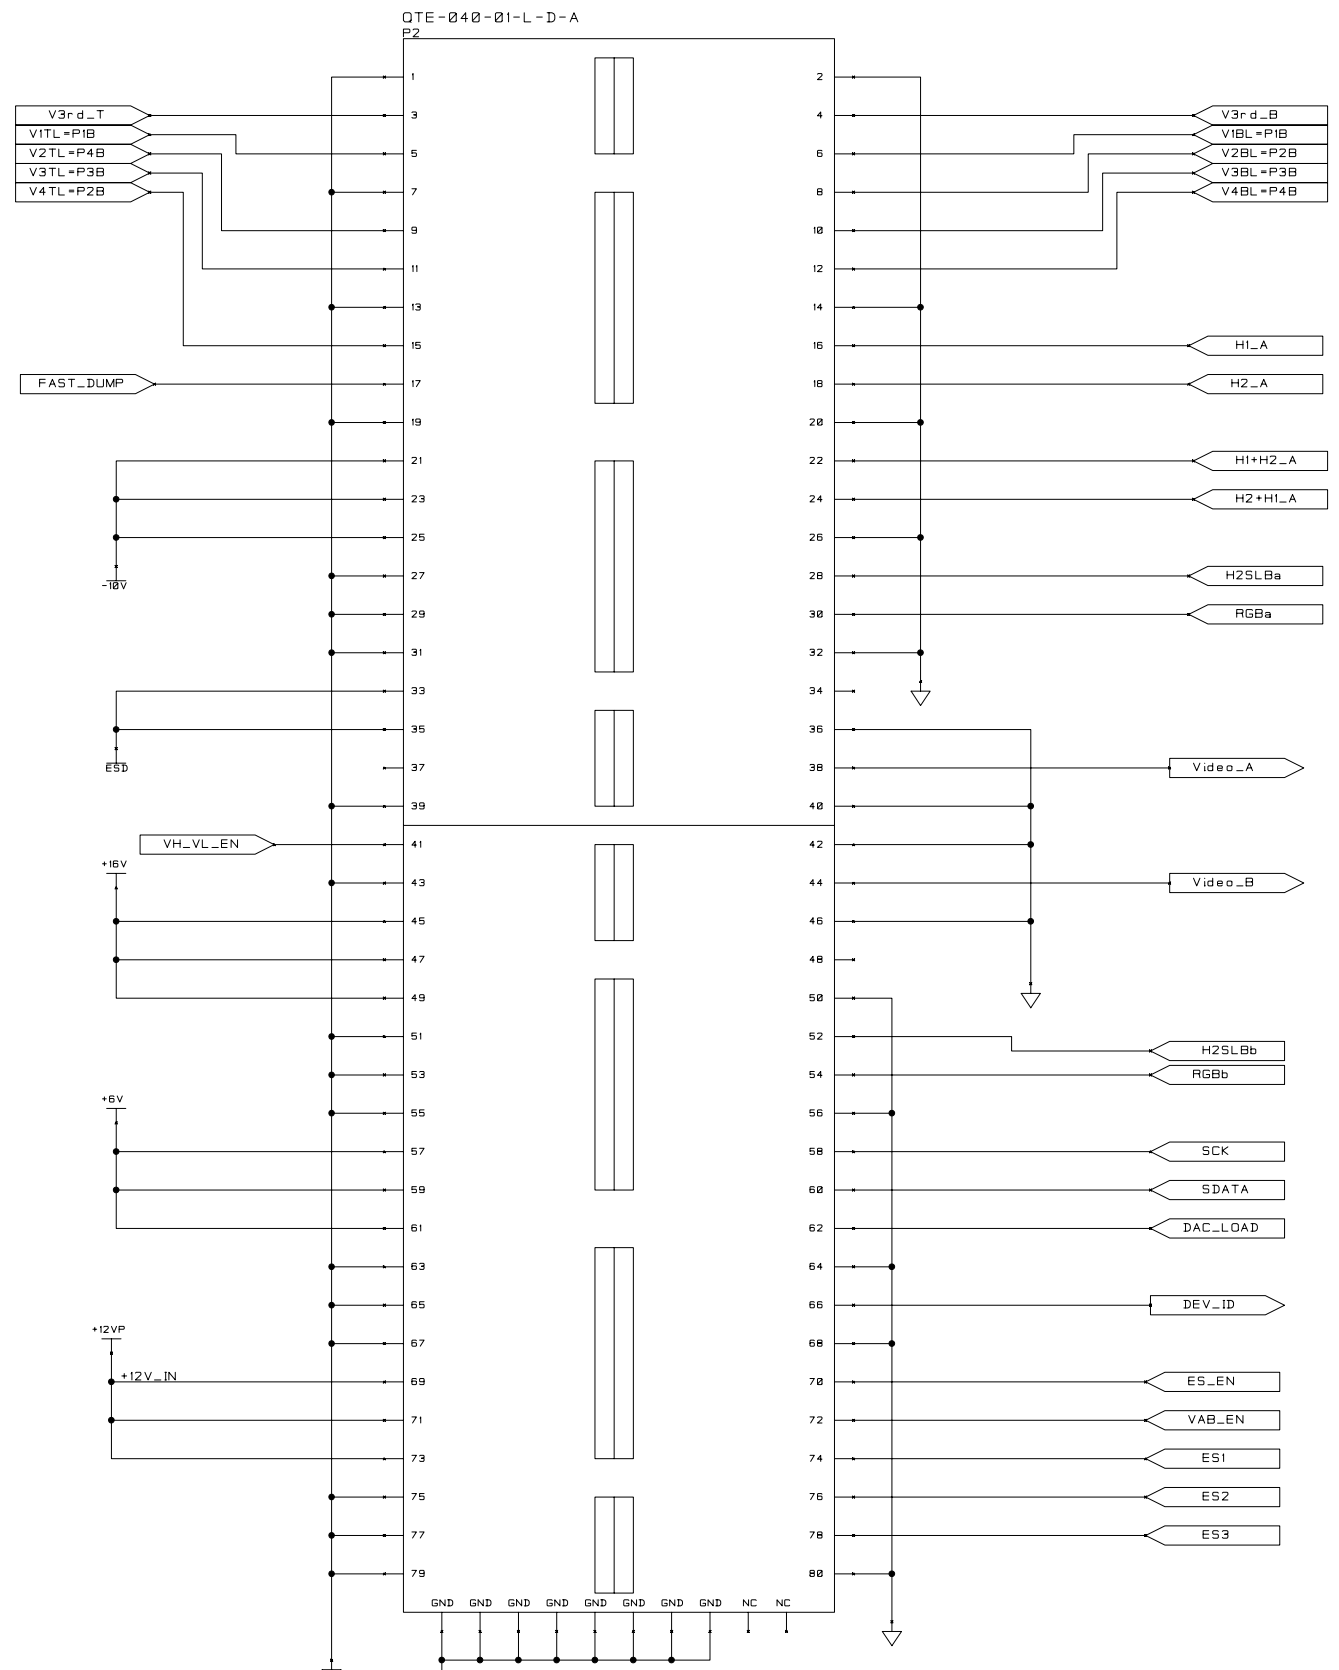 QTE-040-01-L-D-A
P2
1 2
V3rd_T 3 4 V3rd_B
V1TL=P1B V1BL=P1B
V2TL=P4B 5 6 V2BL=P2B
V3TL=P3B V3BL=P3B
V4TL=P2B 7 8 V4BL=P4B
9 10
11 12
13 14
15 16 H1_A
FAST_DUMP 17 18 H2_A
19 20
21 22 H1+H2_A
23 24 H2+H1_A
25 26
-10V 27 28 H2SLBa
29 30 RGBa
31 32
33 34
35 36
ESD 37 38 Video_A
39 40
VH_VL_EN 41 42
+16V
43 44 Video_B
45 46
47 48
49 50
51 52 H2SLBb
53 54 RGBb
+6V
55 56
57 58 SCK
59 60 SDATA
61 62 DAC_LOAD
63 64
65 66 DEV_ID
+12VP
67 68
+12V_IN 69 70 ES_EN
71 72 VAB_EN
73 74 ES1
75 76 ES2
77 78 ES3
79 80
GND GND GND GND GND GND GND GND NC NC